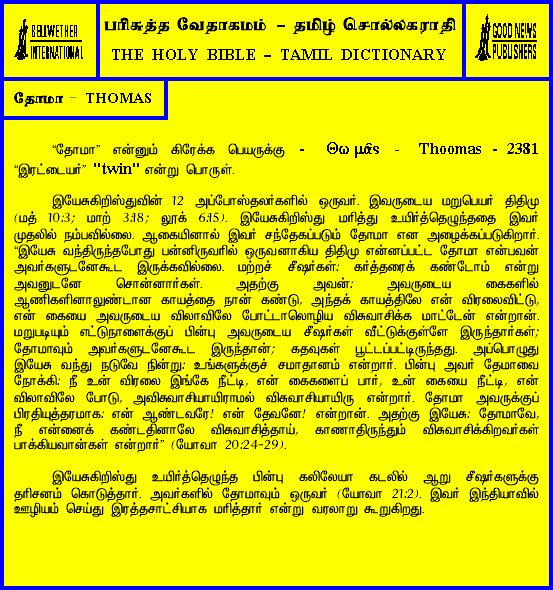 BELLWETHER
INTERNATIONAL
பரிசுத்த வேதாகமம் - தமிழ் சொல்லகராதி
THE HOLY BIBLE – TAMIL DICTIONARY
GOOD NEWS
PUBLISHERS
தோமா - THOMAS
“தோமா” என்னும் கிரேக்க பெயருக்கு - Θω μᾶς - Thoomas - 2381
“இரட்டையர்” "twin" என்று பொருள்.
இயேசுகிறிஸ்துவின் 12 அப்போஸ்தலர்களில் ஒருவர். இவருடைய மறுபெயர் திதிமு
(மத் 10:3; மாற் 3:18; லூக் 6:15). இயேசுகிறிஸ்து மரித்து உயிர்த்தெழுந்ததை இவர்
முதலில் நம்பவில்லை. ஆகையினால் இவர் சந்தேகப்படும் தோமா என அழைக்கப்படுகிறார்.
“இயேசு வந்திருந்தபோது பன்னிருவரில் ஒருவனாகிய திதிமு என்னப்பட்ட தோமா என்பவன்
அவர்களுடனேகூட இருக்கவில்லை. மற்றச் சீஷர்கள்: கர்த்தரைக் கண்டோம் என்று
அவனுடனே சொன்னார்கள். அதற்கு அவன்: அவருடைய கைகளில்
ஆணிகளினாலுண்டான காயத்தை நான் கண்டு, அந்தக் காயத்திலே என் விரலைவிட்டு,
என் கையை அவருடைய விலாவிலே போட்டாலொழிய விசுவாசிக்க மாட்டேன் என்றான்.
மறுபடியும் எட்டுநாளைக்குப் பின்பு அவருடைய சீஷர்கள் வீட்டுக்குள்ளே இருந்தார்கள்;
தோமாவும் அவர்களுடனேகூட இருந்தான்; கதவுகள் பூட்டப்பட்டிருந்தது. அப்பொழுது
இயேசு வந்து நடுவே நின்று: உங்களுக்குச் சமாதானம் என்றார். பின்பு அவர் தோமாவை
நோக்கி: நீ உன் விரலை இங்கே நீட்டி, என் கைகளைப் பார், உன் கையை நீட்டி, என்
விலாவிலே போடு, அவிசுவாசியாயிராமல் விசுவாசியாயிரு என்றார். தோமா அவருக்குப்
பிரதியுத்தரமாக: என் ஆண்டவரே! என் தேவனே! என்றான். அதற்கு இயேசு: தோமாவே,
நீ என்னைக் கண்டதினாலே விசுவாசித்தாய், காணாதிருந்தும் விசுவாசிக்கிறவர்கள்
பாக்கியவான்கள் என்றார்” (யோவா 20:24-29).
இயேசுகிறிஸ்து உயிர்த்தெழுந்த பின்பு கலிலேயா கடலில் ஆறு சீஷர்களுக்கு
தரிசனம் கொடுத்தார். அவர்களில் தோமாவும் ஒருவர் (யோவா 21:2). இவர் இந்தியாவில்
ஊழியம் செய்து இரத்தசாட்சியாக மரித்தார் என்று வரலாறு கூறுகிறது.